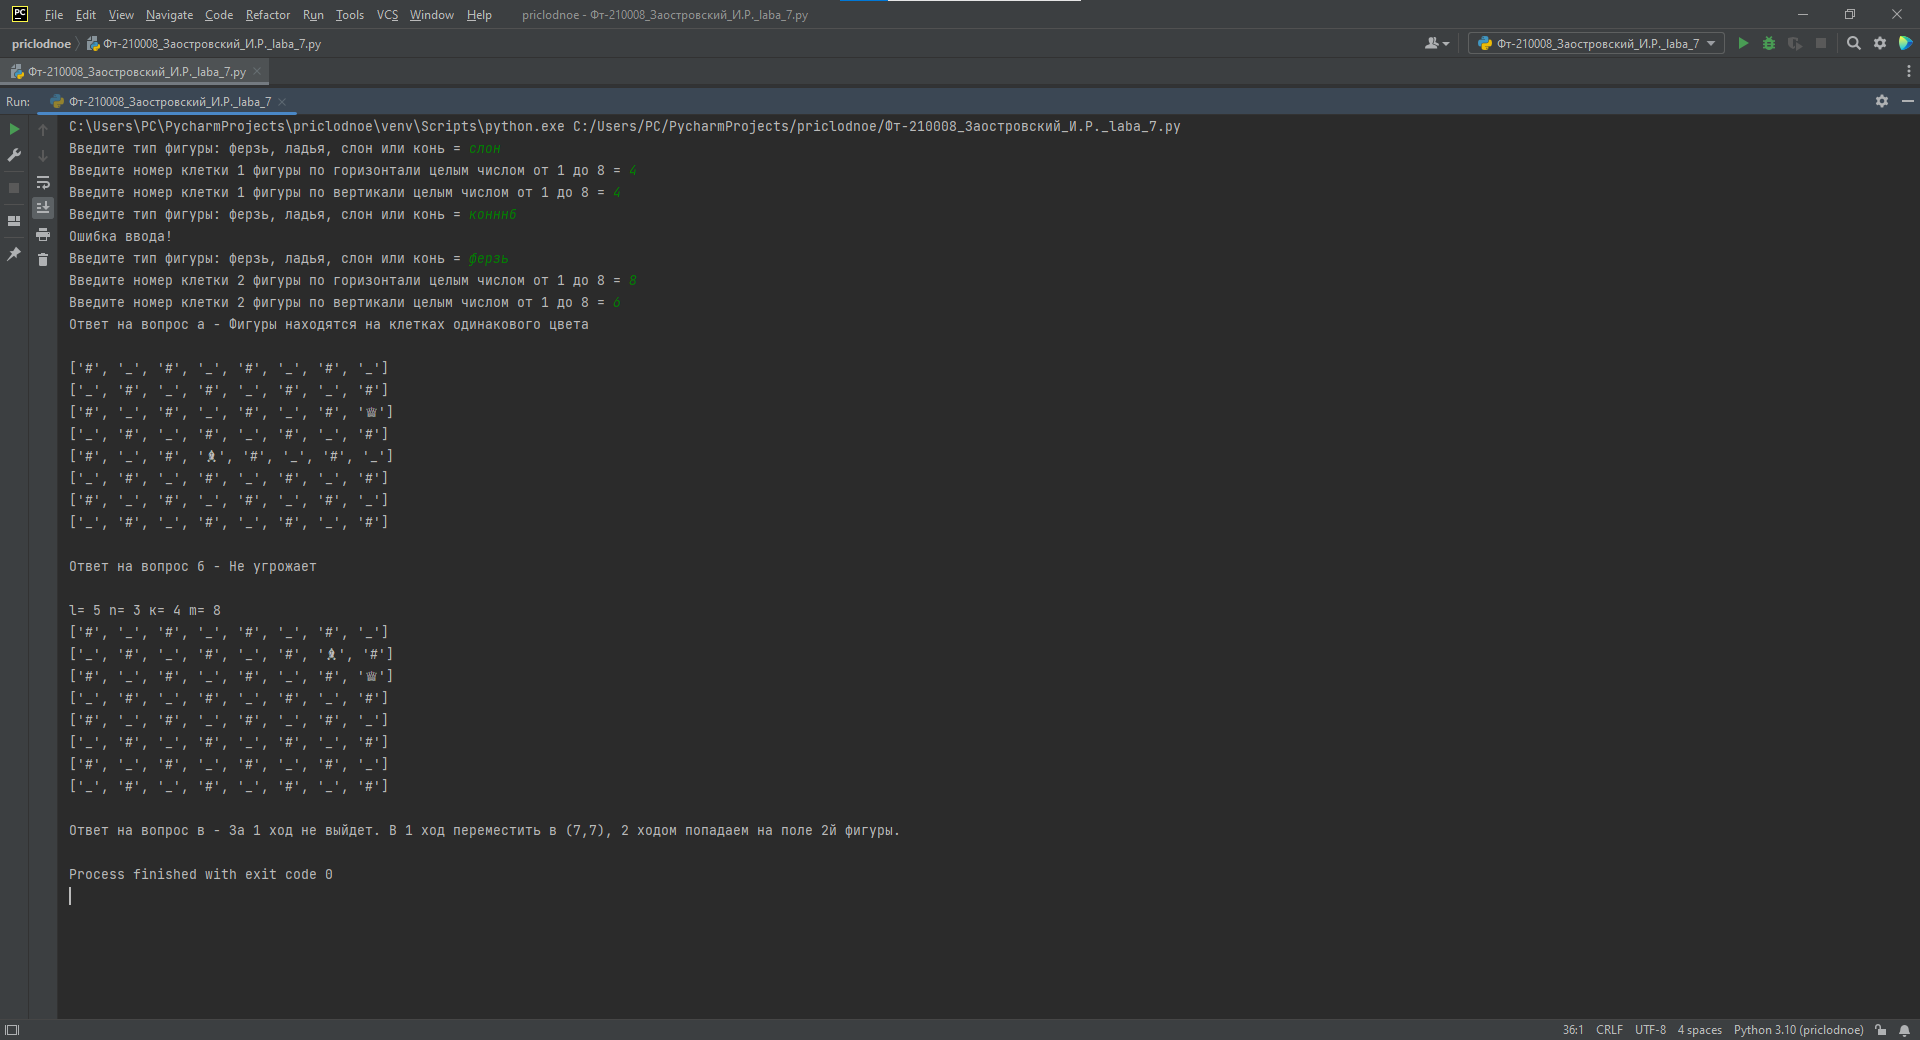 PC File Edit View Navigate Code Refactor Run Tools VCS Window Help priclodnoe - Фт-210008_Заостровский_И.Р._laba_7.py
priclodnoe Фт-210008_Заостровский_И.Р._laba_7.py Фт-210008_Заостровский_И.Р._laba_7
Фт-210008_Заостровский_И.Р._laba_7.py
Run: Фт-210008_Заостровский_И.Р._laba_7
C:\Users\PC\PycharmProjects\priclodnoe\venv\Scripts\python.exe C:/Users/PC/PycharmProjects/priclodnoe/Фт-210008_Заостровский_И.Р._laba_7.py
Введите тип фигуры: ферзь, ладья, слон или конь = слон
Введите номер клетки 1 фигуры по горизонтали целым числом от 1 до 8 = 4
Введите номер клетки 1 фигуры по вертикали целым числом от 1 до 8 = 4
Введите тип фигуры: ферзь, ладья, слон или конь = конннб
Ошибка ввода!
Введите тип фигуры: ферзь, ладья, слон или конь = ферзь
Введите номер клетки 2 фигуры по горизонтали целым числом от 1 до 8 = 8
Введите номер клетки 2 фигуры по вертикали целым числом от 1 до 8 = 6
Ответ на вопрос а - Фигуры находятся на клетках одинакового цвета
['#', '_', '#', '_', '#', '_', '#', '_']
['_', '#', '_', '#', '_', '#', '_', '#']
['#', '_', '#', '_', '#', '_', '#', '♕']
['_', '#', '_', '#', '_', '#', '_', '#']
['#', '_', '#', '♝', '#', '_', '#', '_']
['_', '#', '_', '#', '_', '#', '_', '#']
['#', '_', '#', '_', '#', '_', '#', '_']
['_', '#', '_', '#', '_', '#', '_', '#']
Ответ на вопрос б - Не угрожает
l= 5 n= 3 к= 4 m= 8
['#', '_', '#', '_', '#', '_', '#', '_']
['_', '#', '_', '#', '_', '#', '♝', '#']
['#', '_', '#', '_', '#', '_', '#', '♕']
['_', '#', '_', '#', '_', '#', '_', '#']
['#', '_', '#', '_', '#', '_', '#', '_']
['_', '#', '_', '#', '_', '#', '_', '#']
['#', '_', '#', '_', '#', '_', '#', '_']
['_', '#', '_', '#', '_', '#', '_', '#']
Ответ на вопрос в - За 1 ход не выйдет. В 1 ход переместить в (7,7), 2 ходом попадаем на поле 2й фигуры.
Process finished with exit code 0
36:1 CRLF UTF-8 4 spaces Python 3.10 (priclodnoe)